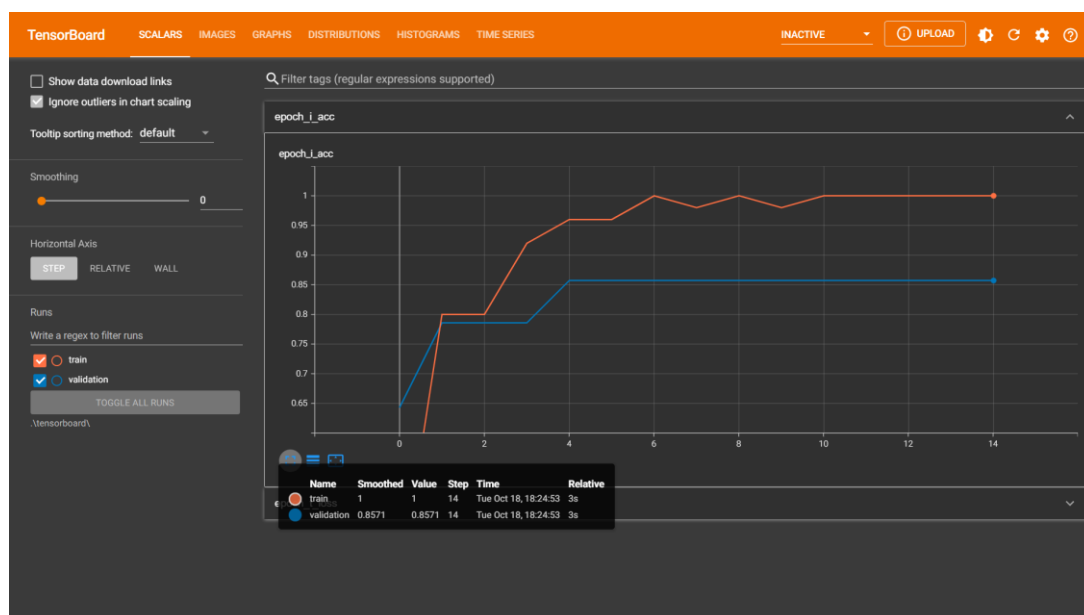 TensorBoard SCALARS IMAGES GRAPHS DISTRIBUTIONS HISTOGRAMS TIME SERIES INACTIVE UPLOAD
Show data download links
Ignore outliers in chart scaling
Tooltip sorting method: default
Smoothing
0
Horizontal Axis
STEP RELATIVE WALL
Runs
Write a regex to filter runs
train
validation
TOGGLE ALL RUNS
.\tensorboard\
Filter tags (regular expressions supported)
epoch_i_acc
epoch_i_acc
1
0.95
0.9
0.85
0.8
0.75
0.7
0.65
0 2 4 6 8 10 12 14
Name Smoothed Value Step Time Relative
train 1 1 14 Tue Oct 18, 18:24:53 3s
validation 0.8571 0.8571 14 Tue Oct 18, 18:24:53 3s